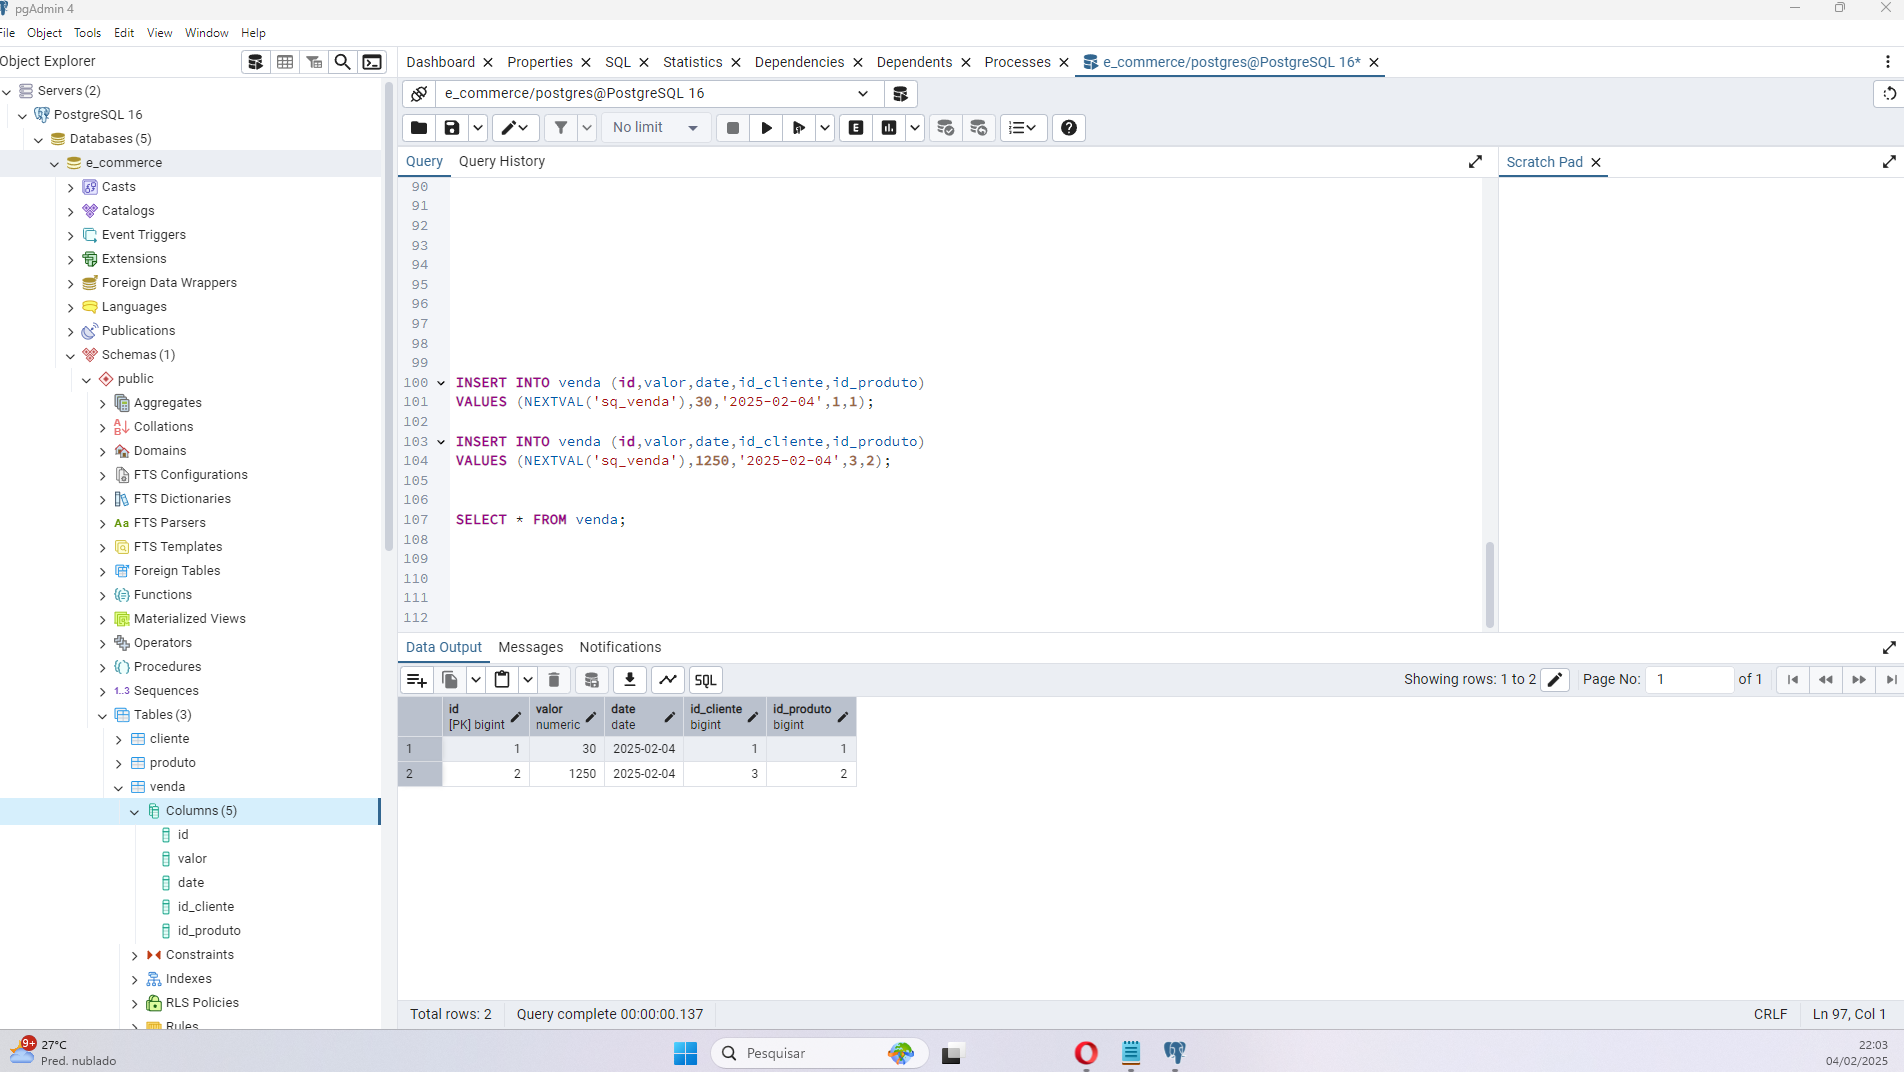 pgAdmin 4
File Object Tools Edit View Window Help
Object Explorer
Servers (2)
PostgreSQL 16
Databases (5)
e_commerce
Casts
Catalogs
Event Triggers
Extensions
Foreign Data Wrappers
Languages
Publications
Schemas (1)
public
Aggregates
Collations
Domains
FTS Configurations
FTS Dictionaries
Aa FTS Parsers
FTS Templates
Foreign Tables
Functions
Materialized Views
Operators
Procedures
1..3 Sequences
Tables (3)
cliente
produto
venda
Columns (5)
id
valor
date
id_cliente
id_produto
Constraints
Indexes
RLS Policies
Rules
Dashboard Properties SQL Statistics Dependencies Dependents Processes e_commerce/postgres@PostgreSQL 16*
e_commerce/postgres@PostgreSQL 16
No limit
E
Query Query History
Scratch Pad
90
91
92
93
94
95
96
97
98
99
100 INSERT INTO venda (id,valor,date,id_cliente,id_produto)
101 VALUES (NEXTVAL('sq_venda'),30,'2025-02-04',1,1);
102
103 INSERT INTO venda (id,valor,date,id_cliente,id_produto)
104 VALUES (NEXTVAL('sq_venda'),1250,'2025-02-04',3,2);
105
106
107 SELECT * FROM venda;
108
109
110
111
112
Data Output Messages Notifications
SQL
Showing rows: 1 to 2 Page No: 1 of 1
id valor date id_cliente id_produto
[PK] bigint numeric date bigint bigint
1 1 30 2025-02-04 1 1
2 2 1250 2025-02-04 3 2
Total rows: 2 Query complete 00:00:00.137 CRLF Ln 97, Col 1
9+ 27°C
Pred. nublado
Pesquisar
22:03
04/02/2025